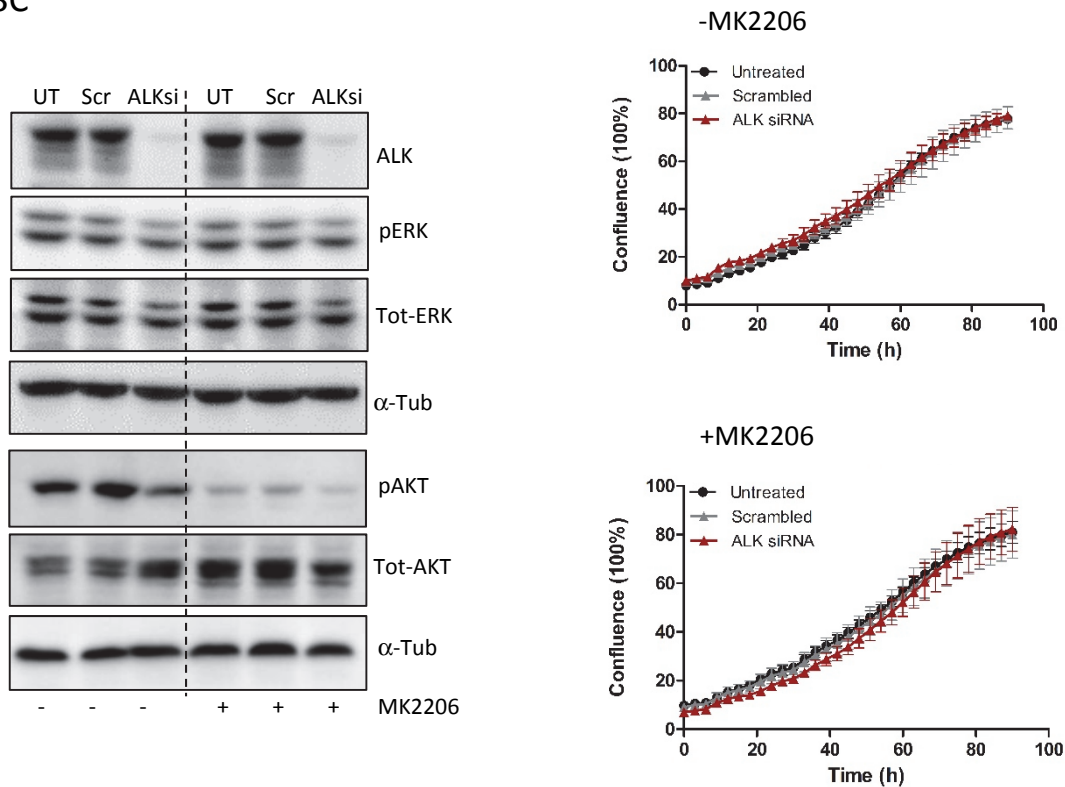 UT Scr ALKsi UT Scr ALKsi
ALK
pERK
Tot-ERK
α-Tub
pAKT
Tot-AKT
α-Tub
- - - + + + MK2206
-MK2206
100
80
60
40
20
0
Confluence (100%)
Untreated
Scrambled
ALK siRNA
0 20 40 60 80 100
Time (h)
+MK2206
100
80
60
40
20
0
Confluence (100%)
Untreated
Scrambled
ALK siRNA
0 20 40 60 80 100
Time (h)